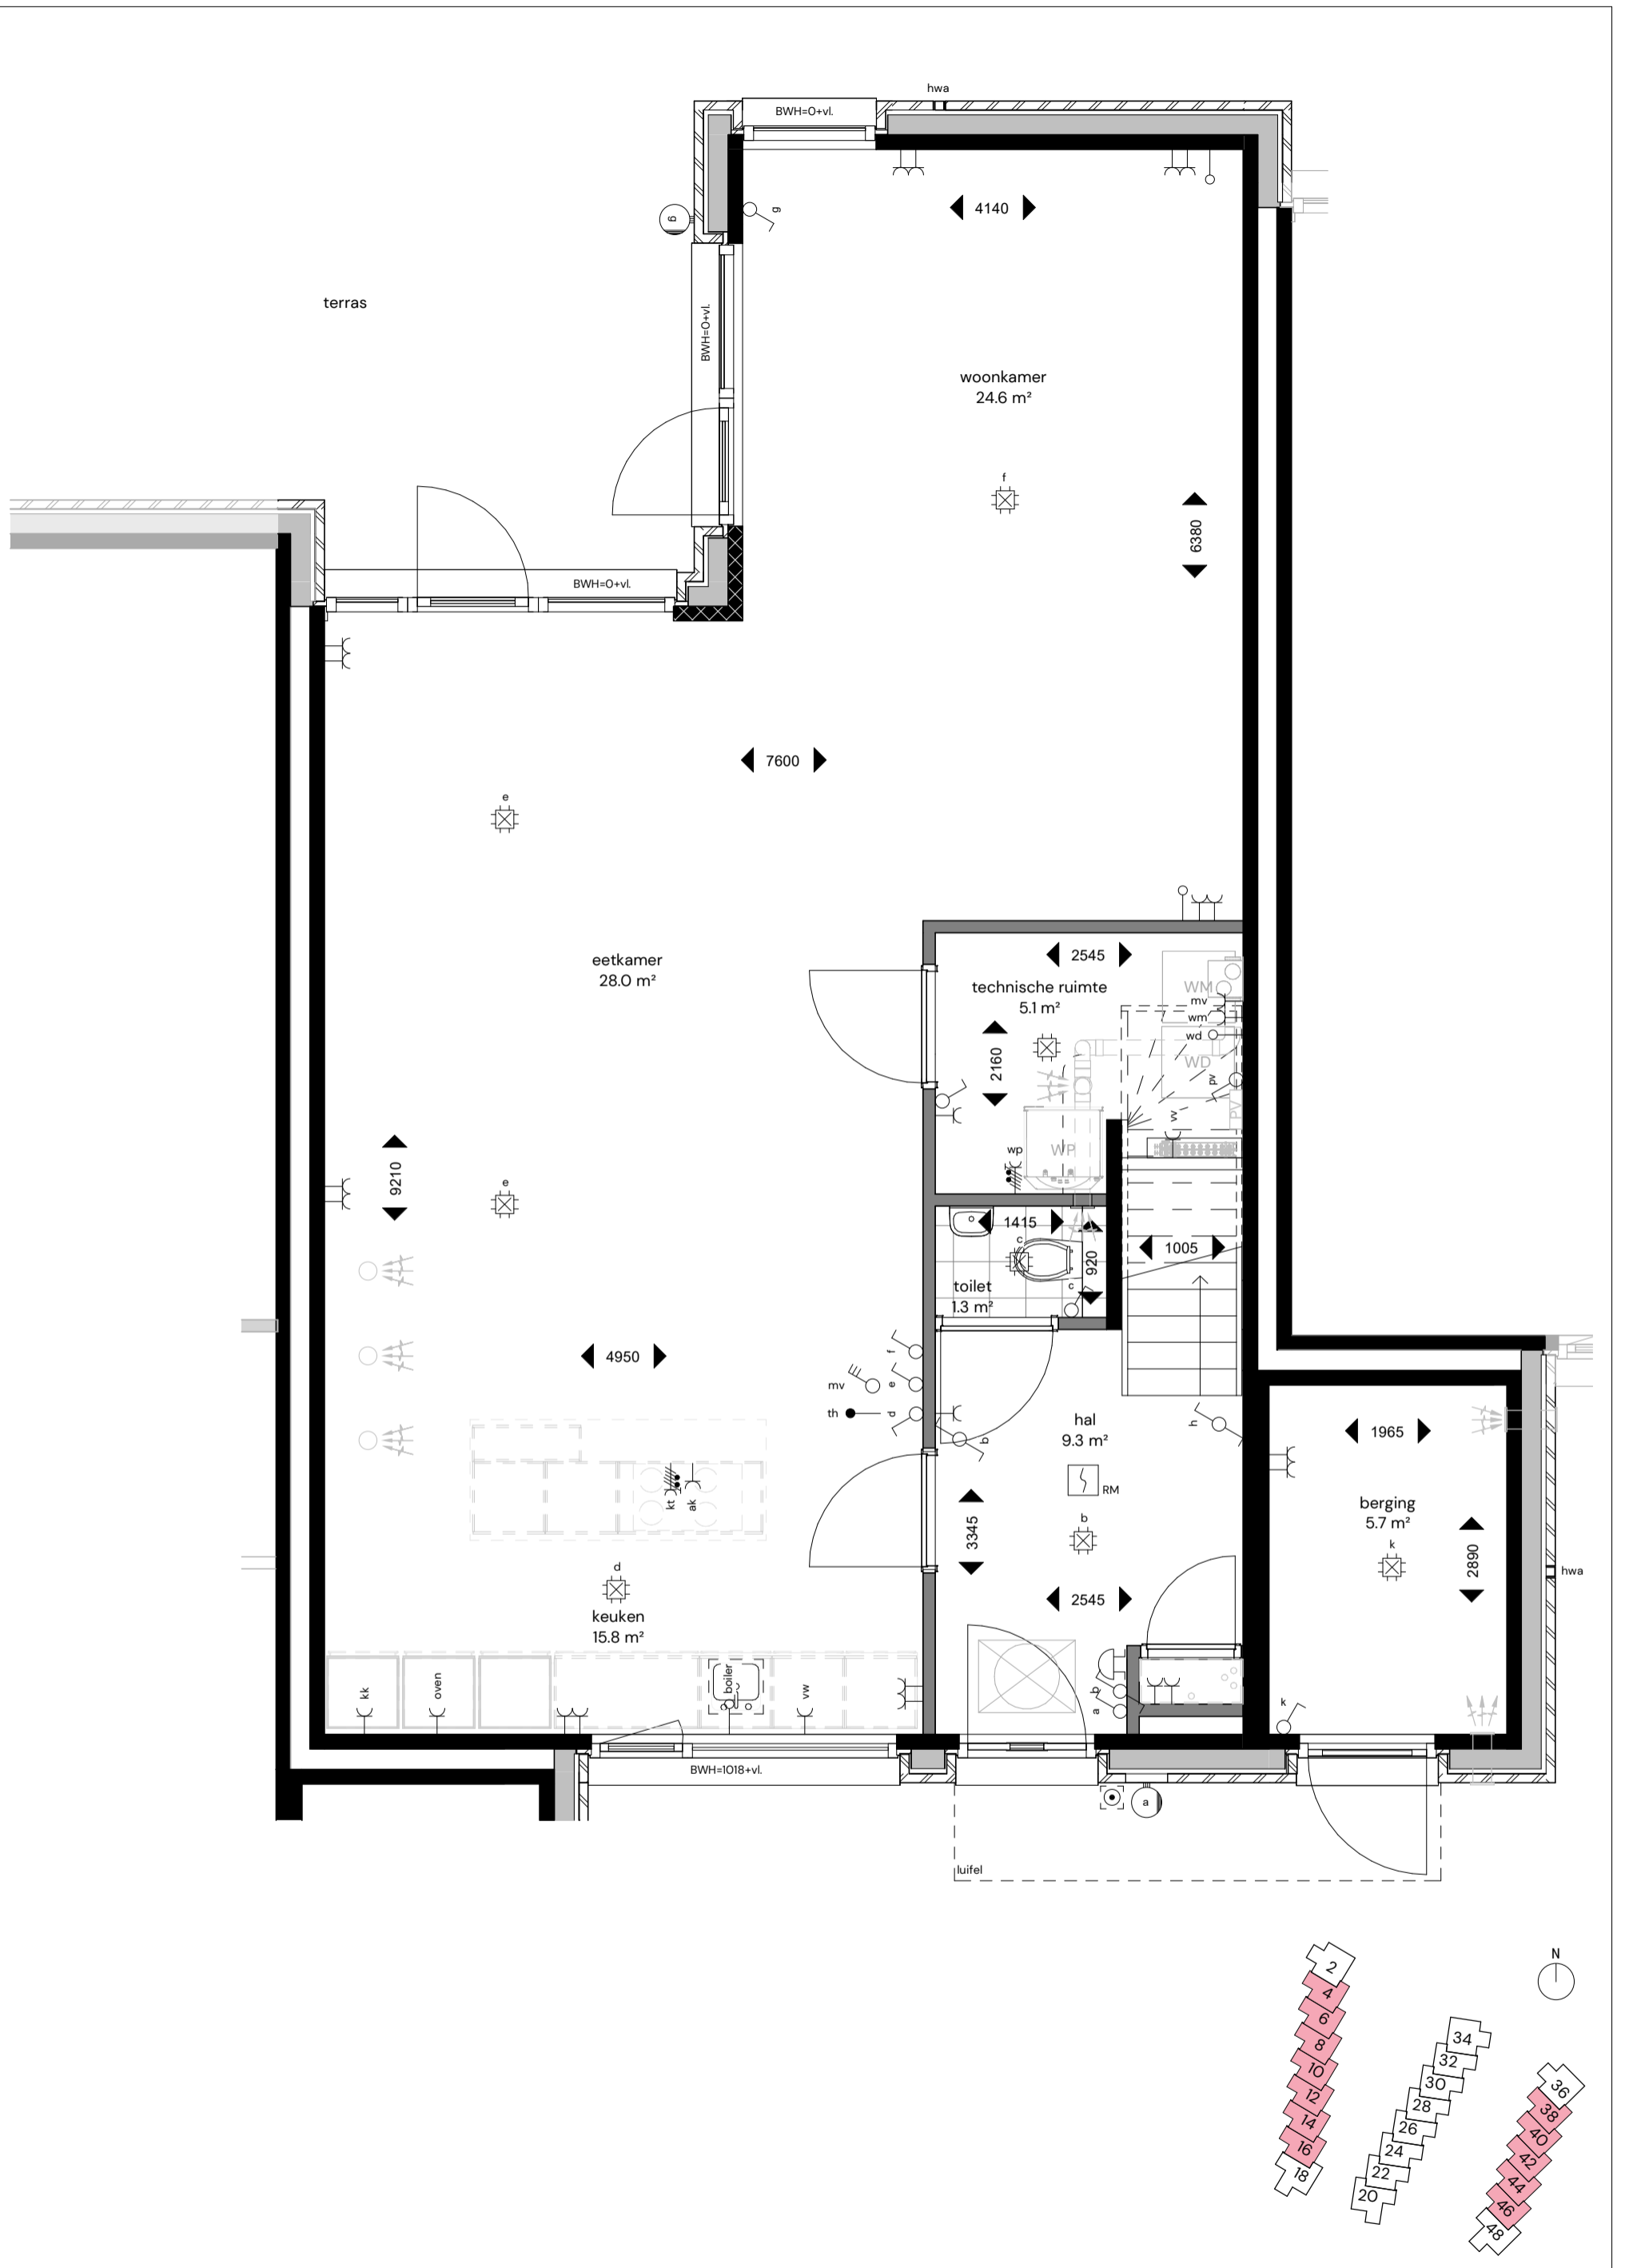 hwa
BWH=0+vl.
g
g
4140
terras
BWH=0+vl.
woonkamer
24.6 m²
f
6380
BWH=0+vl.
7600
e
eetkamer
28.0 m²
2545
technische ruimte
5.1 m²
WM
mv
wm
wd
WD
2160
pv
PV
vv
wp
WP
9210
e
1415
c
920
1005
toilet
1.3 m²
c
4950
f
mv
e
th
d
b
hal
9.3 m²
h
1965
RM
kt
ak
berging
5.7 m²
b
3345
k
2890
hwa
d
2545
keuken
15.8 m²
kk
oven
boiler
vw
b
a
k
BWH=1018+vl.
a
luifel
N
2
4
6
8
10
12
14
16
18
34
32
30
28
26
24
22
20
36
38
40
42
44
46
48